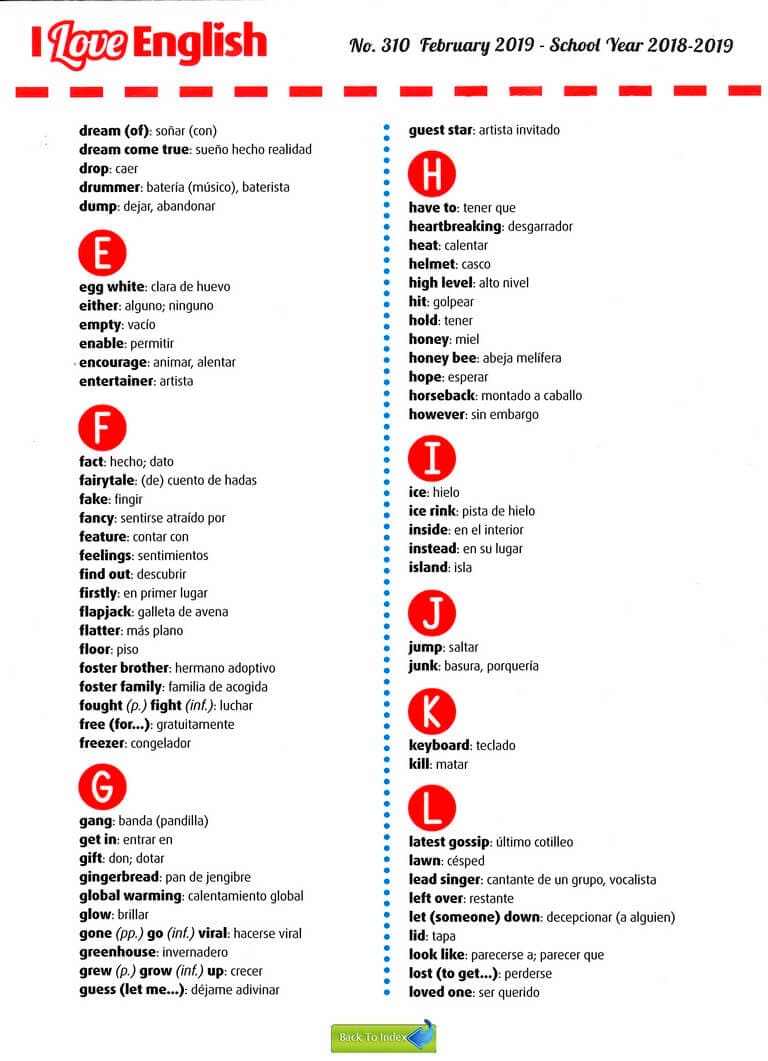 I Love English
No. 310 February 2019 - School Year 2018-2019
dream (of): soñar (con)
dream come true: sueño hecho realidad
drop: caer
drummer: batería (músico), baterista
dump: dejar, abandonar
E
egg white: clara de huevo
either: alguno; ninguno
empty: vacío
enable: permitir
encourage: animar, alentar
entertainer: artista
F
fact: hecho; dato
fairytale: (de) cuento de hadas
fake: fingir
fancy: sentirse atraído por
feature: contar con
feelings: sentimientos
find out: descubrir
firstly: en primer lugar
flapjack: galleta de avena
flatter: más plano
floor: piso
foster brother: hermano adoptivo
foster family: familia de acogida
fought (p.) fight (inf.): luchar
free (for...): gratuitamente
freezer: congelador
G
gang: banda (pandilla)
get in: entrar en
gift: don; dotar
gingerbread: pan de jengibre
global warming: calentamiento global
glow: brillar
gone (pp.) go (inf.) viral: hacerse viral
greenhouse: invernadero
grew (p.) grow (inf.) up: crecer
guess (let me...): déjame adivinar
guest star: artista invitado
H
have to: tener que
heartbreaking: desgarrador
heat: calentar
helmet: casco
high level: alto nivel
hit: golpear
hold: tener
honey: miel
honey bee: abeja melífera
hope: esperar
horseback: montado a caballo
however: sin embargo
I
ice: hielo
ice rink: pista de hielo
inside: en el interior
instead: en su lugar
island: isla
J
jump: saltar
junk: basura, porquería
K
keyboard: teclado
kill: matar
L
latest gossip: último cotilleo
lawn: césped
lead singer: cantante de un grupo, vocalista
left over: restante
let (someone) down: decepcionar (a alguien)
lid: tapa
look like: parecerse a; parecer que
lost (to get...): perderse
loved one: ser querido
Back To Index